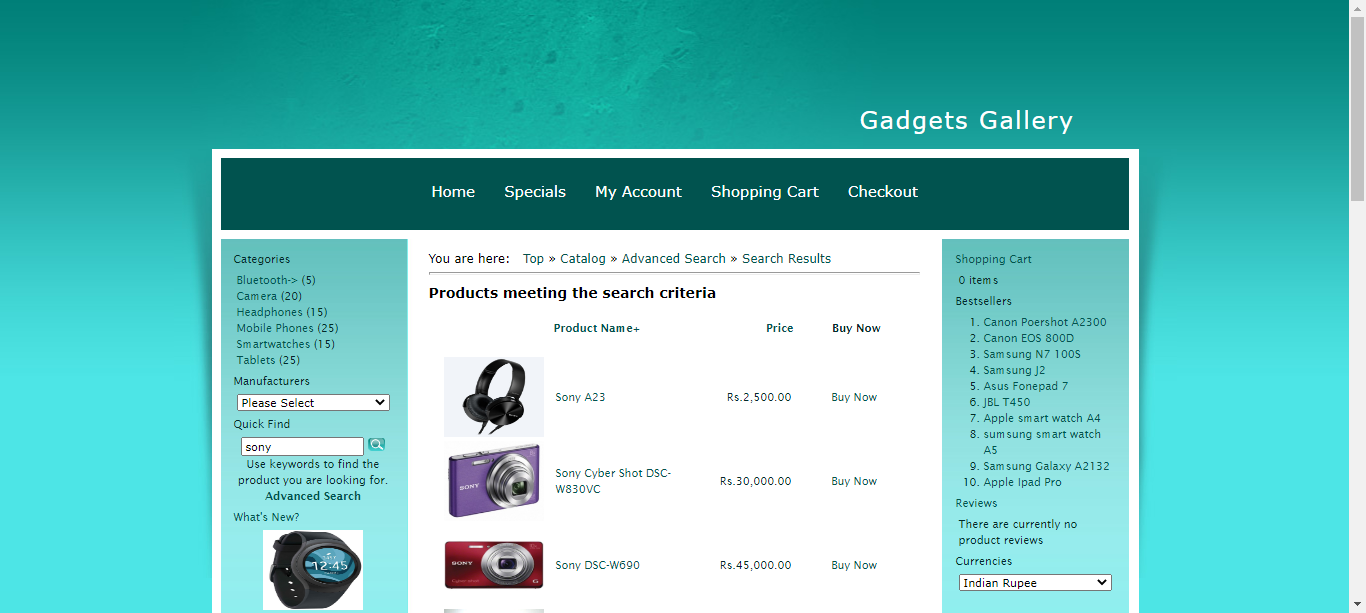 Gadgets Gallery
Home Specials My Account Shopping Cart Checkout
Categories
Bluetooth-> (5)
Camera (20)
Headphones (15)
Mobile Phones (25)
Smartwatches (15)
Tablets (25)
Manufacturers
Please Select
Quick Find
sony
Use keywords to find the
product you are looking for.
Advanced Search
What's New?
12:45
You are here: Top » Catalog » Advanced Search » Search Results
Products meeting the search criteria
Product Name+ Price Buy Now
Sony A23 Rs.2,500.00 Buy Now
SONY
Sony Cyber Shot DSC-
W830VC
Rs.30,000.00 Buy Now
SONY
Sony DSC-W690 Rs.45,000.00 Buy Now
Shopping Cart
0 items
Bestsellers
1. Canon Poershot A2300
2. Canon EOS 800D
3. Samsung N7 100S
4. Samsung J2
5. Asus Fonepad 7
6. JBL T450
7. Apple smart watch A4
8. sumsung smart watch
A5
9. Samsung Galaxy A2132
10. Apple Ipad Pro
Reviews
There are currently no
product reviews
Currencies
Indian Rupee